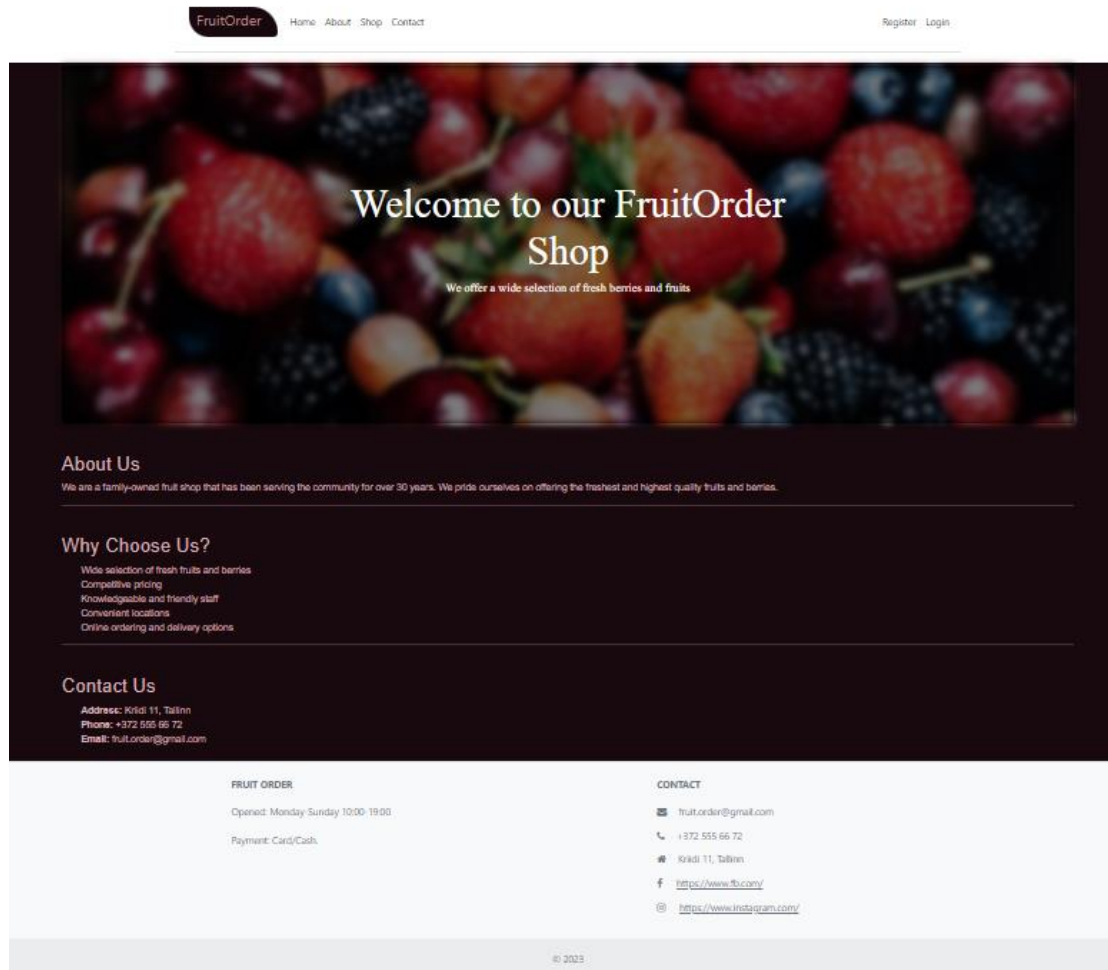 FruitOrder Home About Shop Contact Register Login
Welcome to our FruitOrder
Shop
We offer a wide selection of fresh berries and fruits
About Us
We are a family-owned fruit shop that has been serving the community for over 30 years. We pride ourselves on offering the freshest and highest quality fruits and berries.
Why Choose Us?
Wide selection of fresh fruits and berries
Competitive pricing
Knowledgeable and friendly staff
Convenient locations
Online ordering and delivery options
Contact Us
Address: Kriidi 11, Tallinn
Phone: +372 555 66 72
Email: fruit.order@gmail.com
FRUIT ORDER
Opened: Monday-Sunday 10:00-19:00
Payment: Card/Cash.
CONTACT
fruit.order@gmail.com
+372 555 66 72
Kriidi 11, Tallinn
https://www.fb.com/
https://www.instagram.com/
© 2023